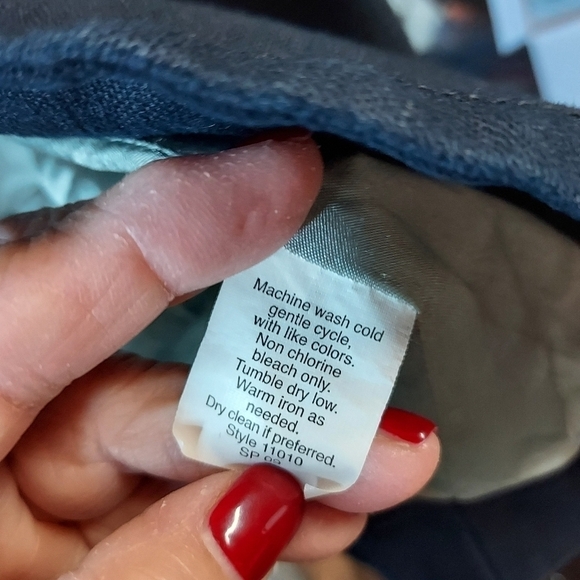 Machine wash cold
gentle cycle,
with like colors.
Non chlorine
bleach only.
Tumble dry low.
Warm iron as
needed.
Dry clean if preferred.
Style 11010
SP